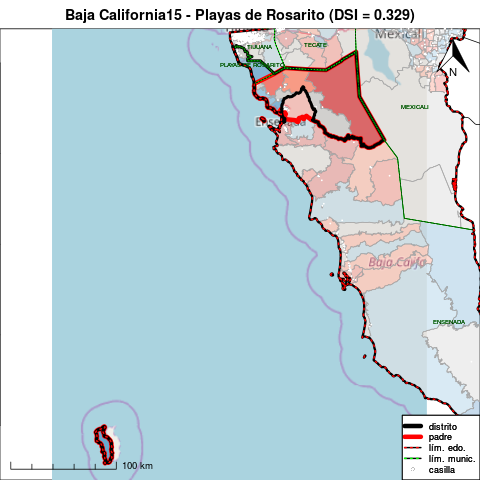 Baja California15 - Playas de Rosarito (DSI = 0.329)
Mexicali
TIJUANA
TECATE
PLAYAS DE ROSARITO
N
MEXICALI
Ensenada
Baja Califo
ENSENADA
distrito
padre
lím. edo.
lím. munic.
casilla
100 km